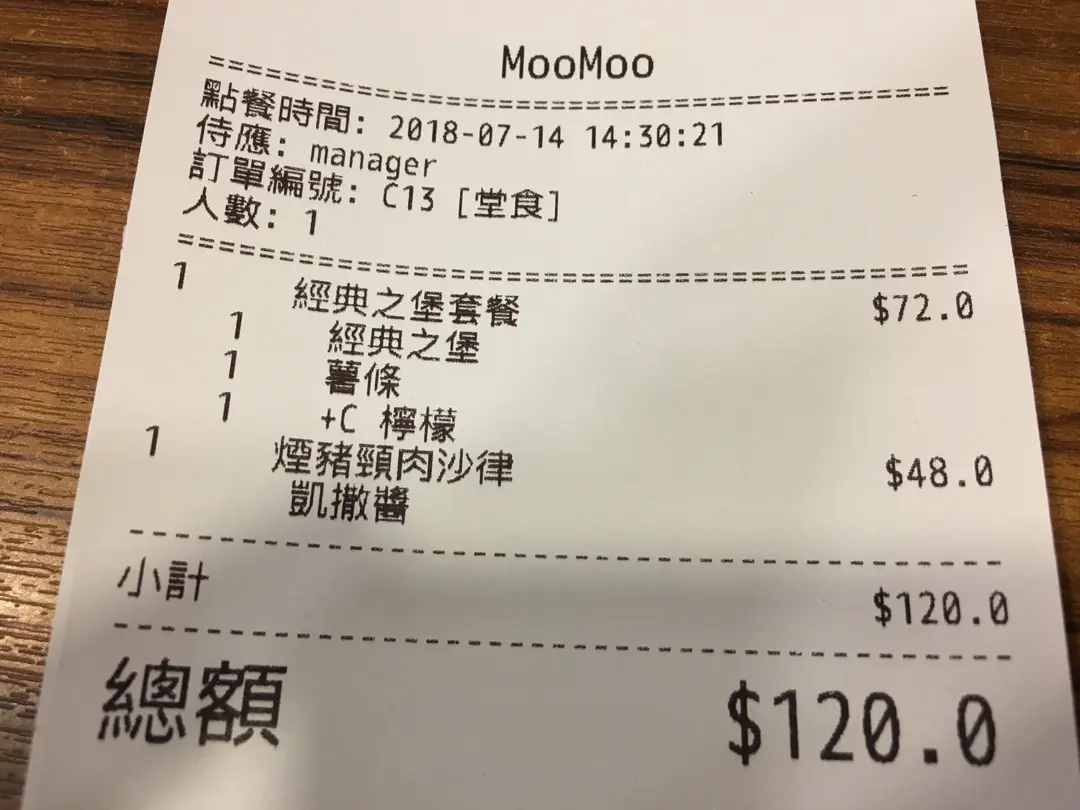 MooMoo
========================================
點餐時間: 2018-07-14 14:30:21
侍應: manager
訂單編號: C13 [堂食]
人數: 1
========================================
1 經典之堡套餐 $72.0
1 經典之堡
1 薯條
1 +C 檸檬
1 煙豬頸肉沙律 $48.0
凱撒醬
----------------------------------------
小計 $120.0
----------------------------------------
總額 $120.0